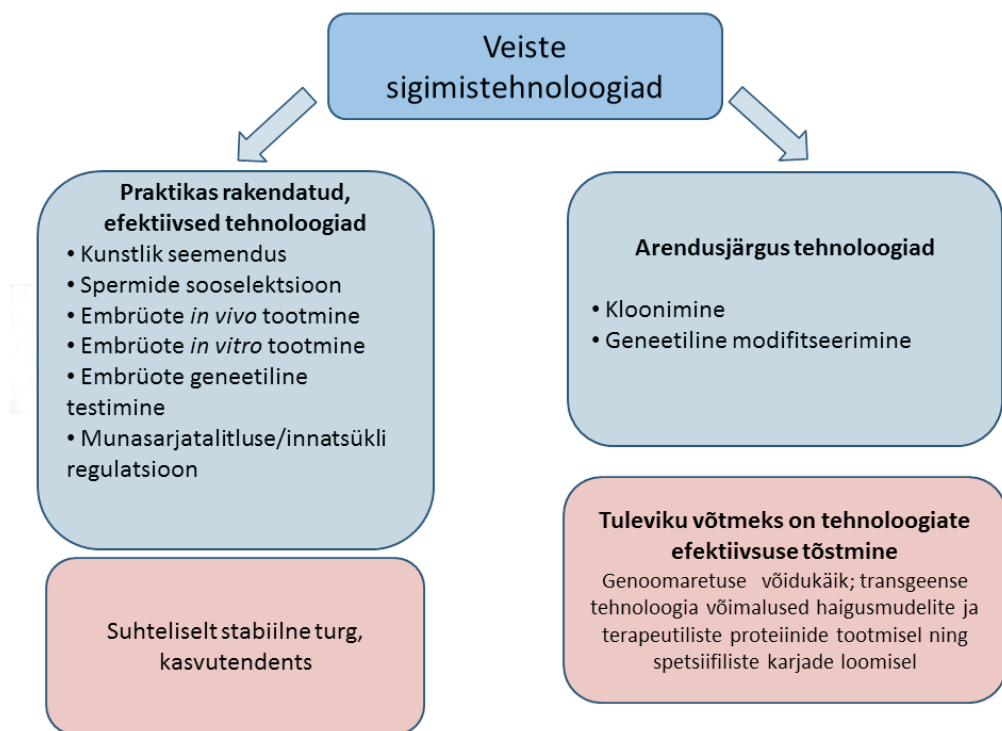 Veiste
sigimistehnoloogiad
Praktikas rakendatud,
efektiivsed tehnoloogiad
• Kunstlik seemendus
• Spermide sooselektsioon
• Embrüote in vivo tootmine
• Embrüote in vitro tootmine
• Embrüote geneetiline
testimine
• Munasarjatalitluse/innatsükli
regulatsioon
Suhteliselt stabiilne turg,
kasvutendents
Arendusjärgus tehnoloogiad
• Kloonimine
• Geneetiline modifitseerimine
Tuleviku võtmeks on tehnoloogiate
efektiivsuse tõstmine
Genoomaretuse võidukäik; transgeense
tehnoloogia võimalused haigusmudelite ja
terapeutiliste proteiinide tootmisel ning
spetsiifiliste karjade loomisel